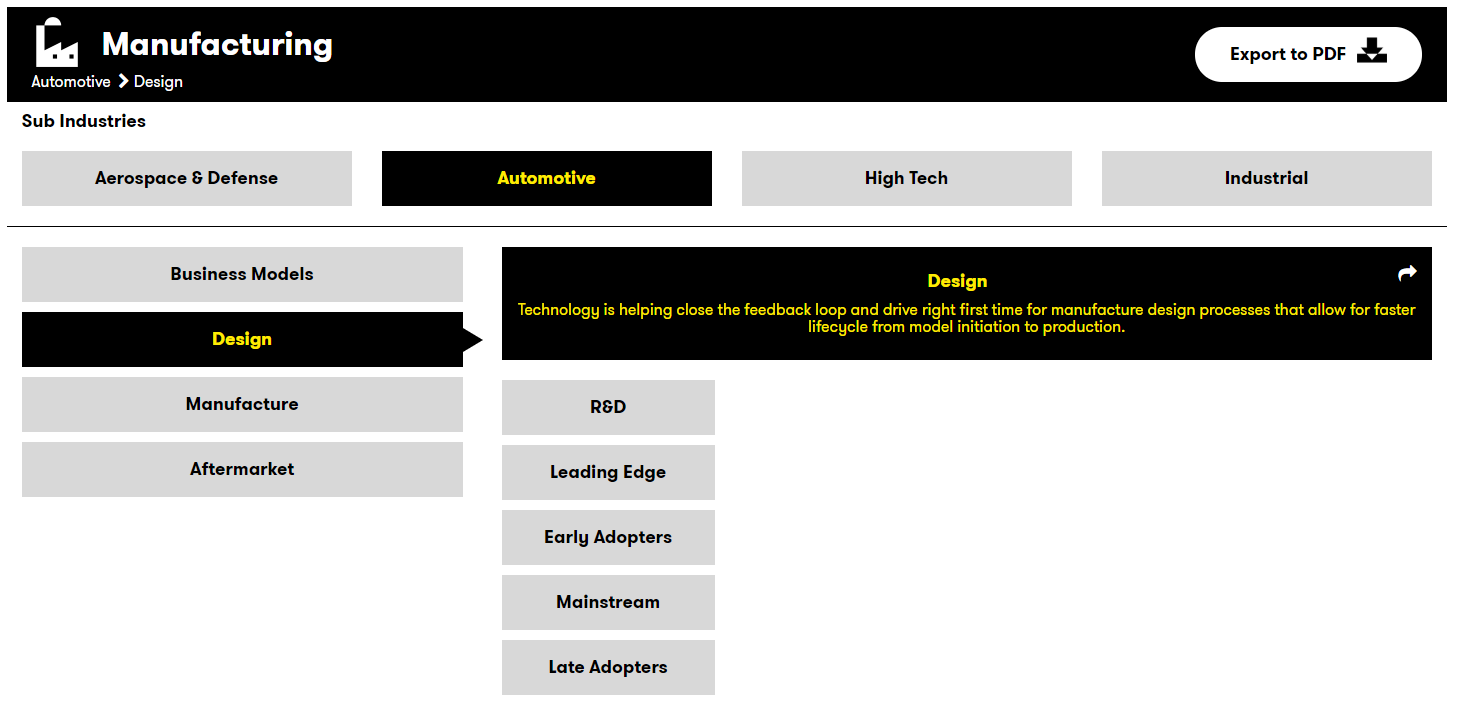 Manufacturing
Automotive Design
Export to PDF
Sub Industries
Aerospace & Defense
Automotive
High Tech
Industrial
Business Models
Design
Manufacture
Aftermarket
Design
Technology is helping close the feedback loop and drive right first time for manufacture design processes that allow for faster
lifecycle from model initiation to production.
R&D
Leading Edge
Early Adopters
Mainstream
Late Adopters